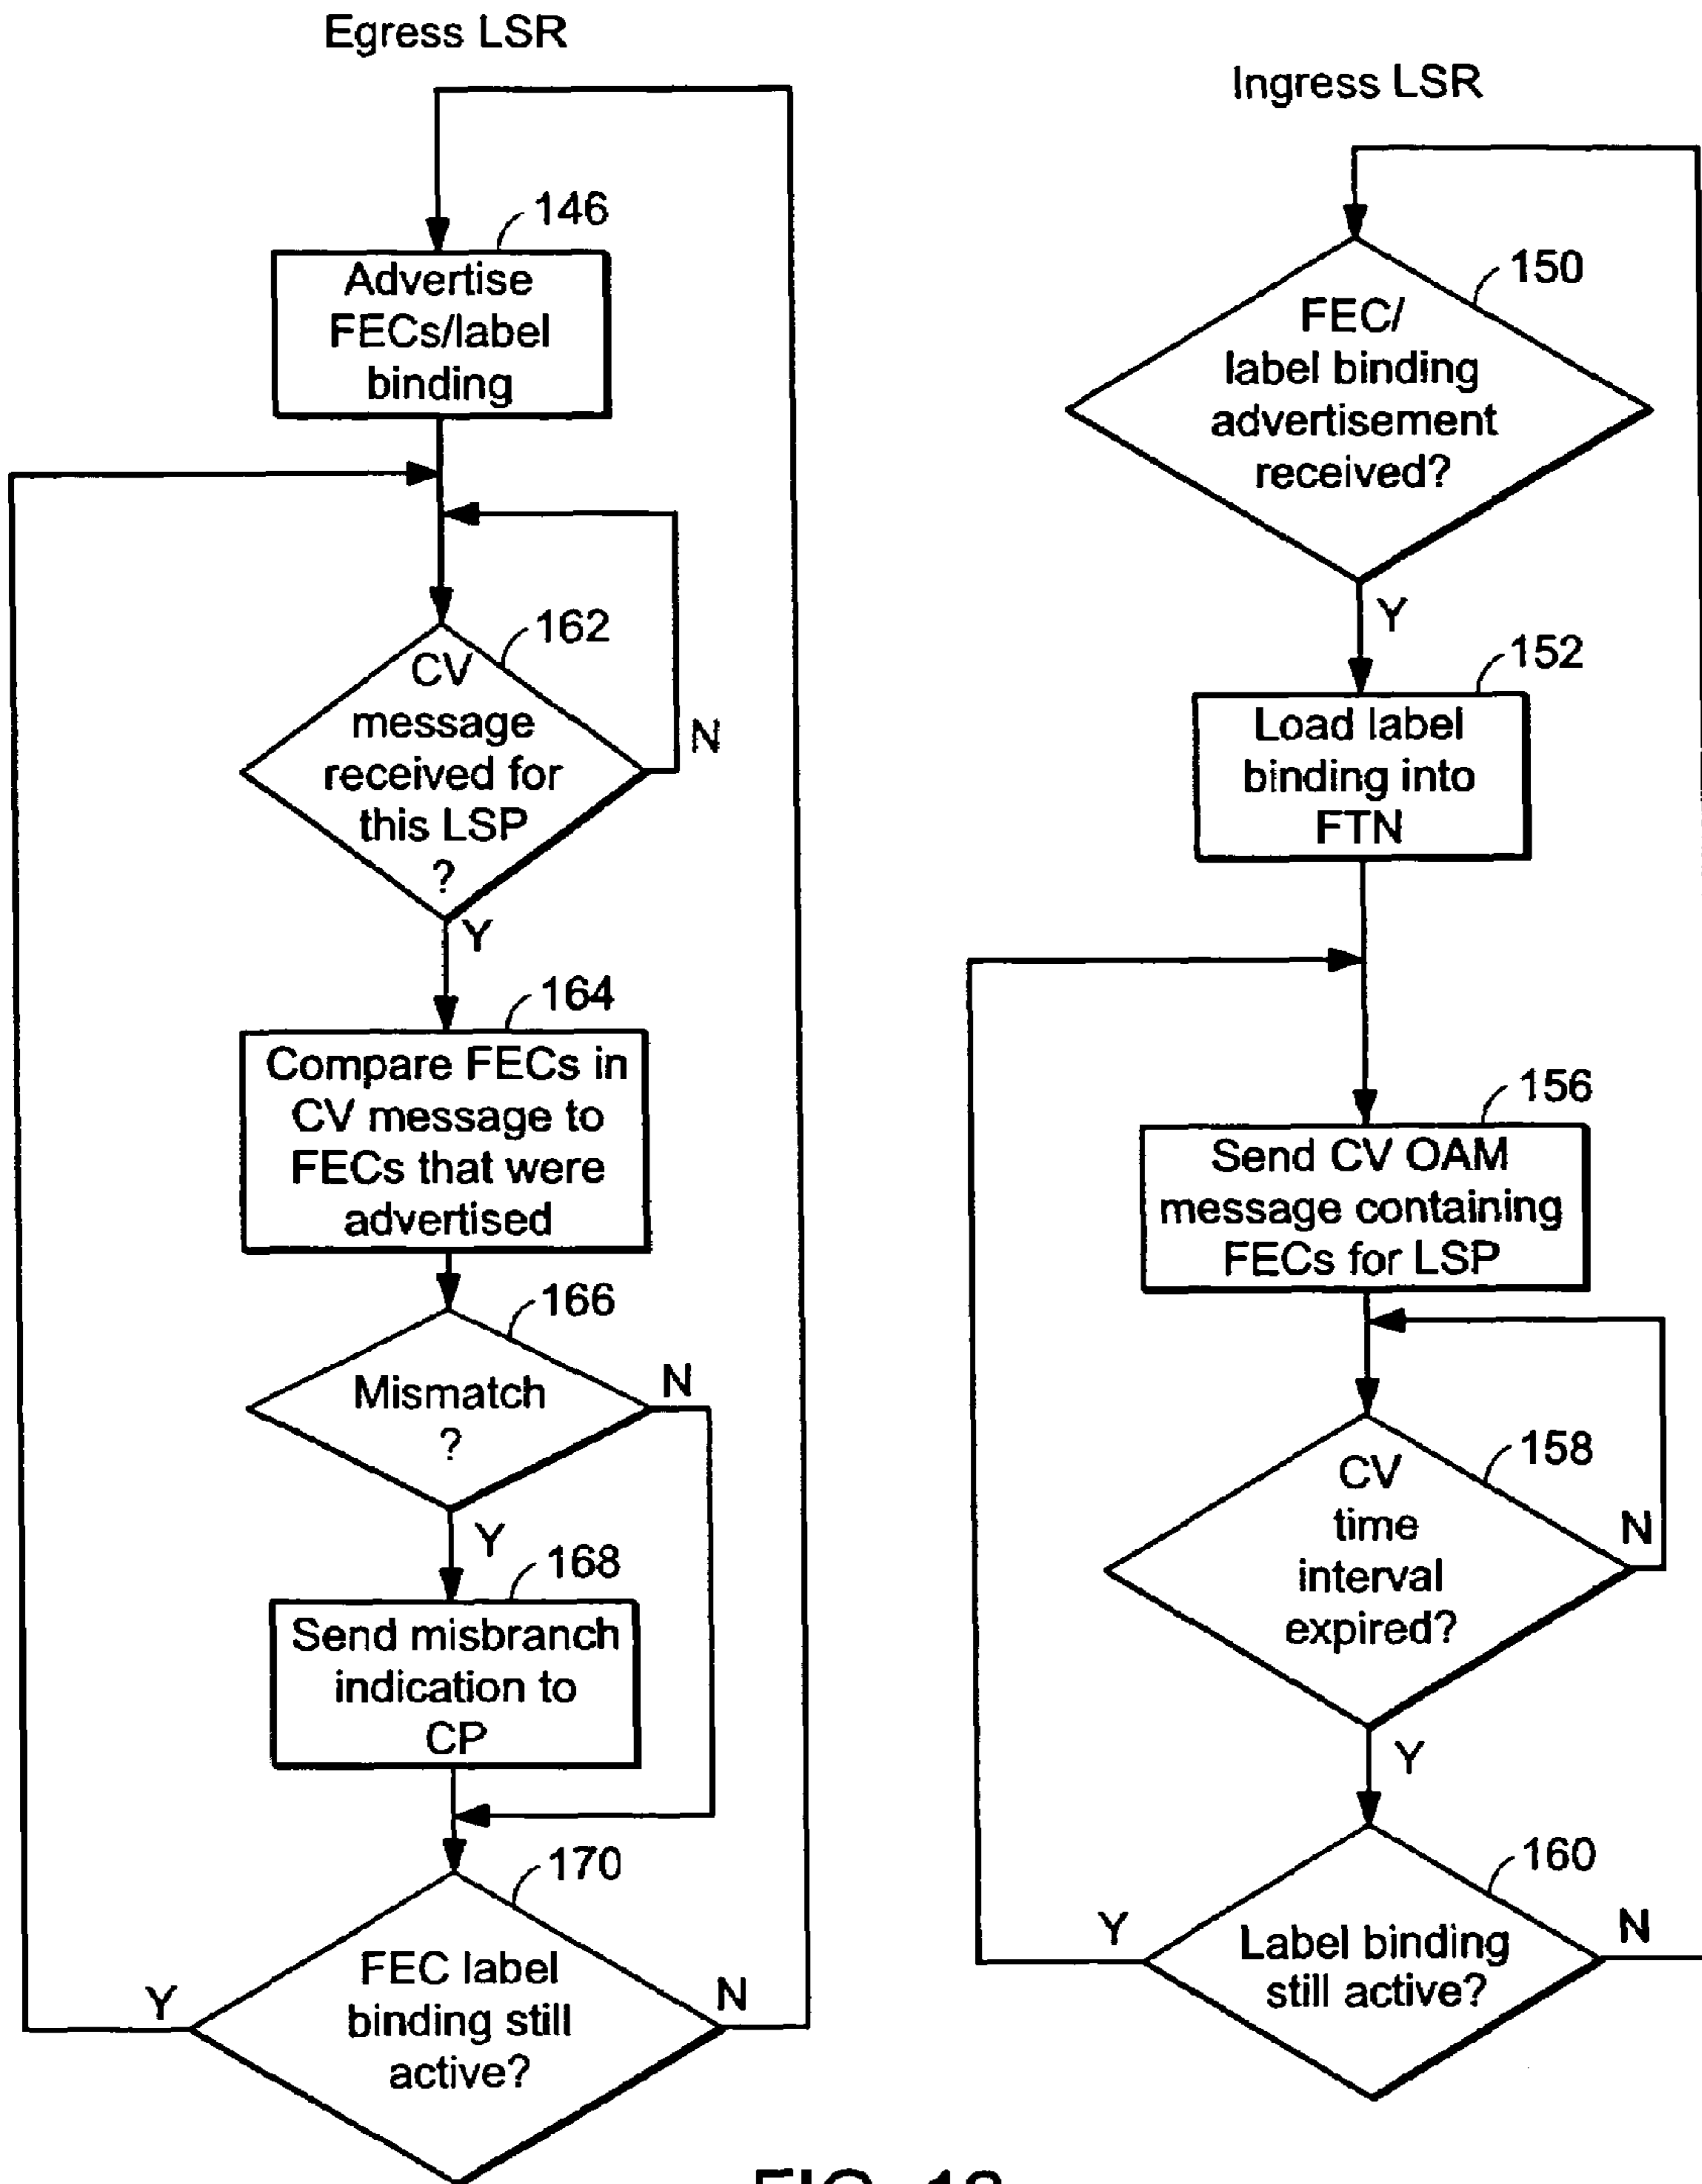 Egress LSR
146
Advertise
FECs/label
binding
162
CV
message
received for
this LSP
?
N
Y
164
Compare FECs in
CV message to
FECs that were
advertised
166
Mismatch
?
N
Y
168
Send misbranch
indication to
CP
170
FEC label
binding still
active?
Y
N
Ingress LSR
150
FEC/
label binding
advertisement
received?
Y
152
Load label
binding into
FTN
156
Send CV OAM
message containing
FECs for LSP
158
CV
time
interval
expired?
N
Y
160
Label binding
still active?
Y
N